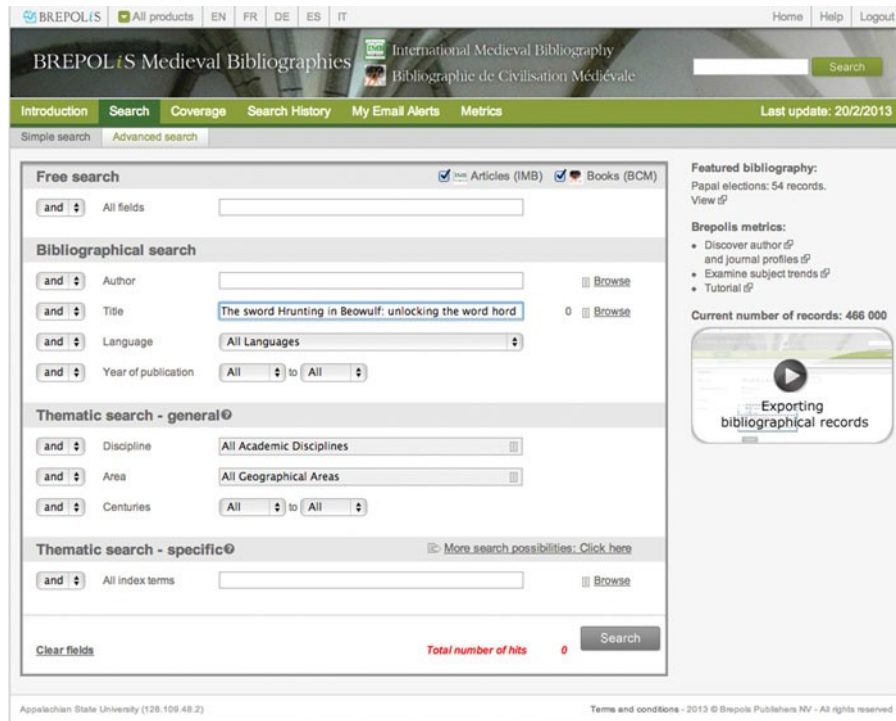 BREPOLiS All products EN FR DE ES IT Home Help Logout
BREPOLiS Medieval Bibliographies
International Medieval Bibliography
Bibliographie de Civilisation Médiévale
Search
Introduction Search Coverage Search History My Email Alerts Metrics Last update: 20/2/2013
Simple search Advanced search
Free search IMB Articles (IMB) Books (BCM)
and All fields
Bibliographical search
and Author Browse
and Title The sword Hrunting in Beowulf: unlocking the word hord 0 Browse
and Language All Languages
and Year of publication All to All
Thematic search - general?
and Discipline All Academic Disciplines
and Area All Geographical Areas
and Centuries All to All
Thematic search - specific? More search possibilities: Click here
and All index terms Browse
Clear fields Total number of hits 0 Search
Featured bibliography:
Papal elections: 54 records.
View
Brepolis metrics:
• Discover author
and journal profiles
• Examine subject trends
• Tutorial
Current number of records: 466 000
Exporting
bibliographical records
Appalachian State University (128.109.48.2) Terms and conditions - 2013 © Brepols Publishers NV - All rights reserved